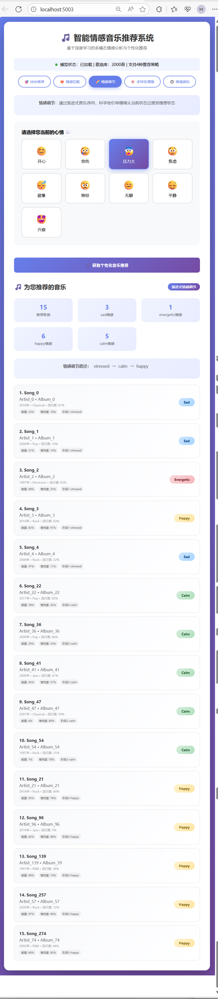 localhost:5003
智能情感音乐推荐系统
基于深度学习的多模态情感分析与个性化推荐
模型状态：已加载 | 歌曲库：2000首 | 支持4种推荐策略
综合推荐
情感匹配
情感调节
多样性增强
情境感知
情感调节：通过渐进式音乐序列，科学地引导情绪从当前状态过渡到理想状态
请选择您当前的心情
开心
悲伤
压力大
焦虑
疲惫
愤怒
无聊
平静
兴奋
获取个性化音乐推荐
为您推荐的音乐
渐进式情感调节
15
推荐歌曲
3
sad情感
1
energetic情感
6
happy情感
5
calm情感
情感调节路径： stressed → calm → happy
1. Song_0
Artist_0 • Album_0
2018年 • Classical • 流行度: 81%
能量: 23% 愉悦度: 18% 阶段1-stressed
Sad
2. Song_1
Artist_1 • Album_1
2004年 • Pop • 流行度: 10%
能量: 31% 愉悦度: 14% 阶段1-stressed
Sad
3. Song_2
Artist_2 • Album_2
1997年 • Electronic • 流行度: 43%
能量: 98% 愉悦度: 25% 阶段1-stressed
Energetic
4. Song_3
Artist_3 • Album_3
2010年 • Rock • 流行度: 63%
能量: 83% 愉悦度: 91% 阶段1-stressed
Happy
5. Song_4
Artist_4 • Album_4
2008年 • Rock • 流行度: 22%
能量: 47% 愉悦度: 11% 阶段1-stressed
Sad
6. Song_22
Artist_22 • Album_22
2017年 • Pop • 流行度: 85%
能量: 38% 愉悦度: 42% 阶段2-calm
Calm
7. Song_36
Artist_36 • Album_36
2009年 • Pop • 流行度: 66%
能量: 29% 愉悦度: 54% 阶段2-calm
Calm
8. Song_41
Artist_41 • Album_41
2006年 • Jazz • 流行度: 67%
能量: 45% 愉悦度: 57% 阶段2-calm
Calm
9. Song_47
Artist_47 • Album_47
2007年 • Classical • 流行度: 59%
能量: 6% 愉悦度: 89% 阶段2-calm
Calm
10. Song_54
Artist_54 • Album_54
1997年 • Rock • 流行度: 31%
能量: 1% 愉悦度: 78% 阶段2-calm
Calm
11. Song_21
Artist_21 • Album_21
2016年 • Rock • 流行度: 64%
能量: 93% 愉悦度: 76% 阶段3-happy
Happy
12. Song_96
Artist_96 • Album_96
2016年 • Jazz • 流行度: 5%
能量: 82% 愉悦度: 88% 阶段3-happy
Happy
13. Song_139
Artist_139 • Album_39
1991年 • R&B • 流行度: 39%
能量: 98% 愉悦度: 74% 阶段3-happy
Happy
14. Song_257
Artist_57 • Album_57
2020年 • Rock • 流行度: 12%
能量: 97% 愉悦度: 96% 阶段3-happy
Happy
15. Song_274
Artist_74 • Album_74
2002年 • R&B • 流行度: 44%
能量: 66% 愉悦度: 85% 阶段3-happy
Happy